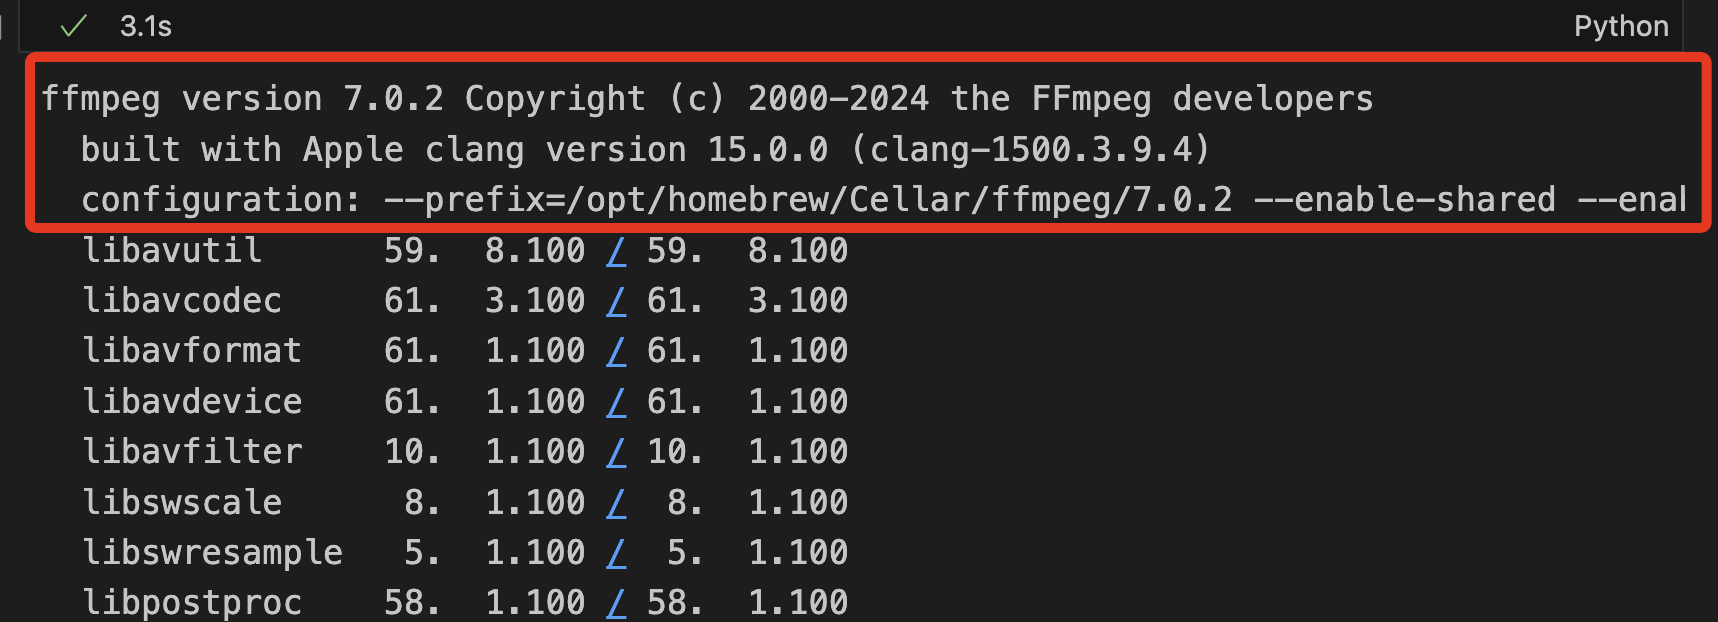 3.1s Python
ffmpeg version 7.0.2 Copyright (c) 2000-2024 the FFmpeg developers
  built with Apple clang version 15.0.0 (clang-1500.3.9.4)
  configuration: --prefix=/opt/homebrew/Cellar/ffmpeg/7.0.2 --enable-shared --enal
  libavutil      59.  8.100 / 59.  8.100
  libavcodec     61.  3.100 / 61.  3.100
  libavformat    61.  1.100 / 61.  1.100
  libavdevice    61.  1.100 / 61.  1.100
  libavfilter    10.  1.100 / 10.  1.100
  libswscale      8.  1.100 /  8.  1.100
  libswresample   5.  1.100 /  5.  1.100
  libpostproc    58.  1.100 / 58.  1.100